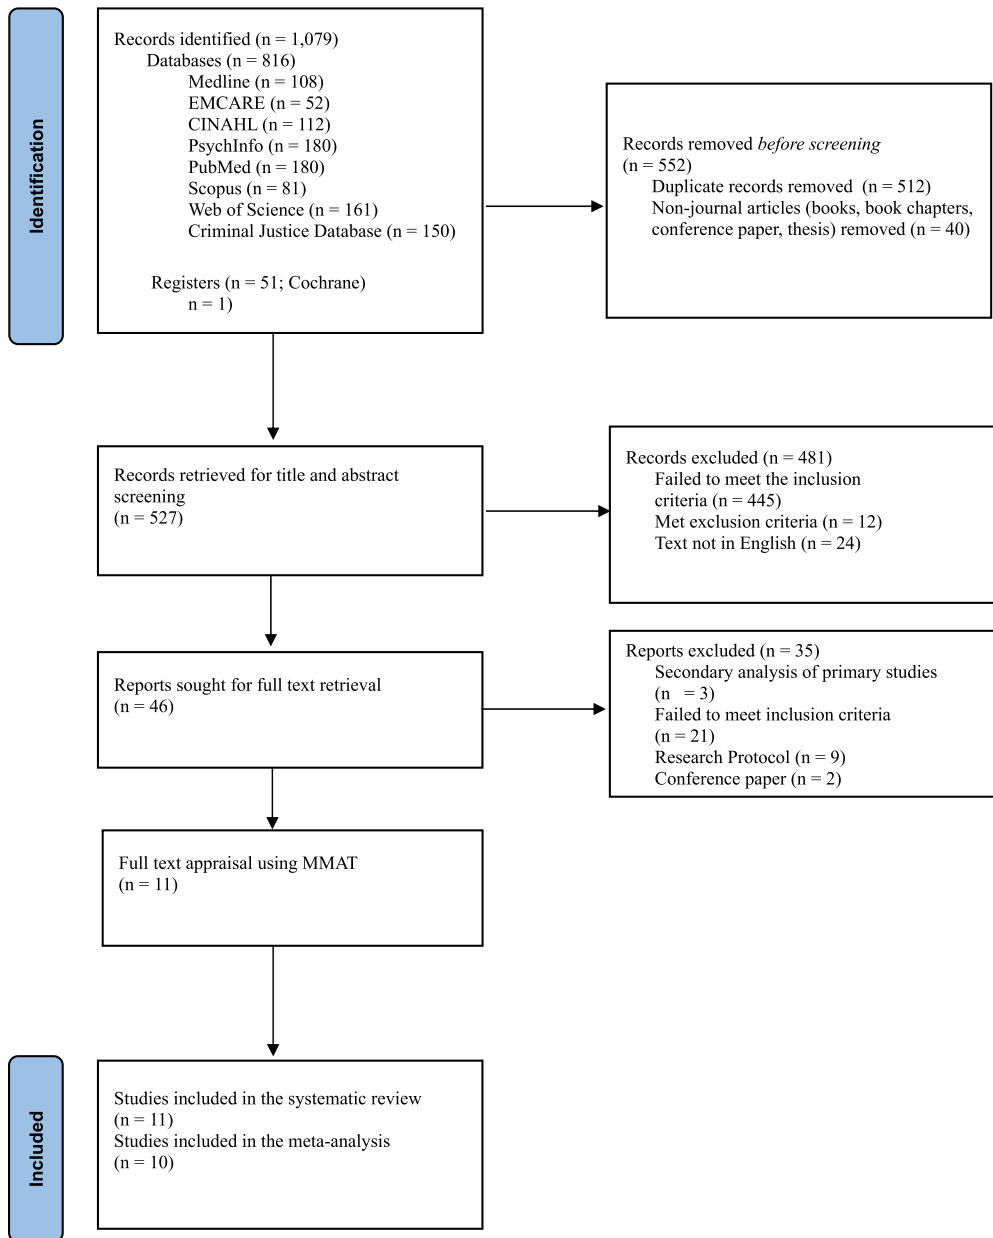 Identification
Records identified (n = 1,079)
Databases (n = 816)
Medline (n = 108)
EMCARE (n = 52)
CINAHL (n = 112)
PsychInfo (n = 180)
PubMed (n = 180)
Scopus (n = 81)
Web of Science (n = 161)
Criminal Justice Database (n = 150)
Registers (n = 51; Cochrane)
n = 1)
Records removed before screening
(n = 552)
Duplicate records removed (n = 512)
Non-journal articles (books, book chapters,
conference paper, thesis) removed (n = 40)
Records retrieved for title and abstract
screening
(n = 527)
Records excluded (n = 481)
Failed to meet the inclusion
criteria (n = 445)
Met exclusion criteria (n = 12)
Text not in English (n = 24)
Reports sought for full text retrieval
(n = 46)
Reports excluded (n = 35)
Secondary analysis of primary studies
(n = 3)
Failed to meet inclusion criteria
(n = 21)
Research Protocol (n = 9)
Conference paper (n = 2)
Full text appraisal using MMAT
(n = 11)
Included
Studies included in the systematic review
(n = 11)
Studies included in the meta-analysis
(n = 10)